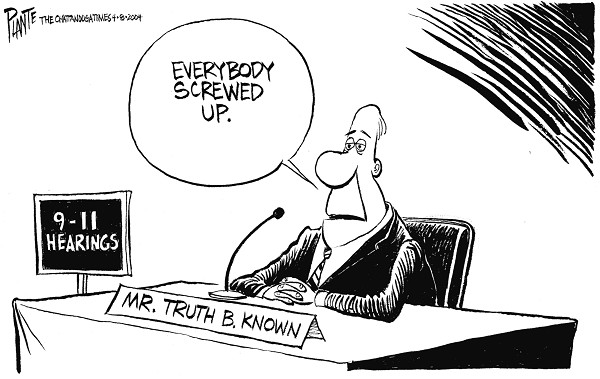 PLANTE THE CHATTANOOGA TIMES 4-8-2004
EVERYBODY
SCREWED
UP.
9-11
HEARINGS
MR. TRUTH B. KNOWN